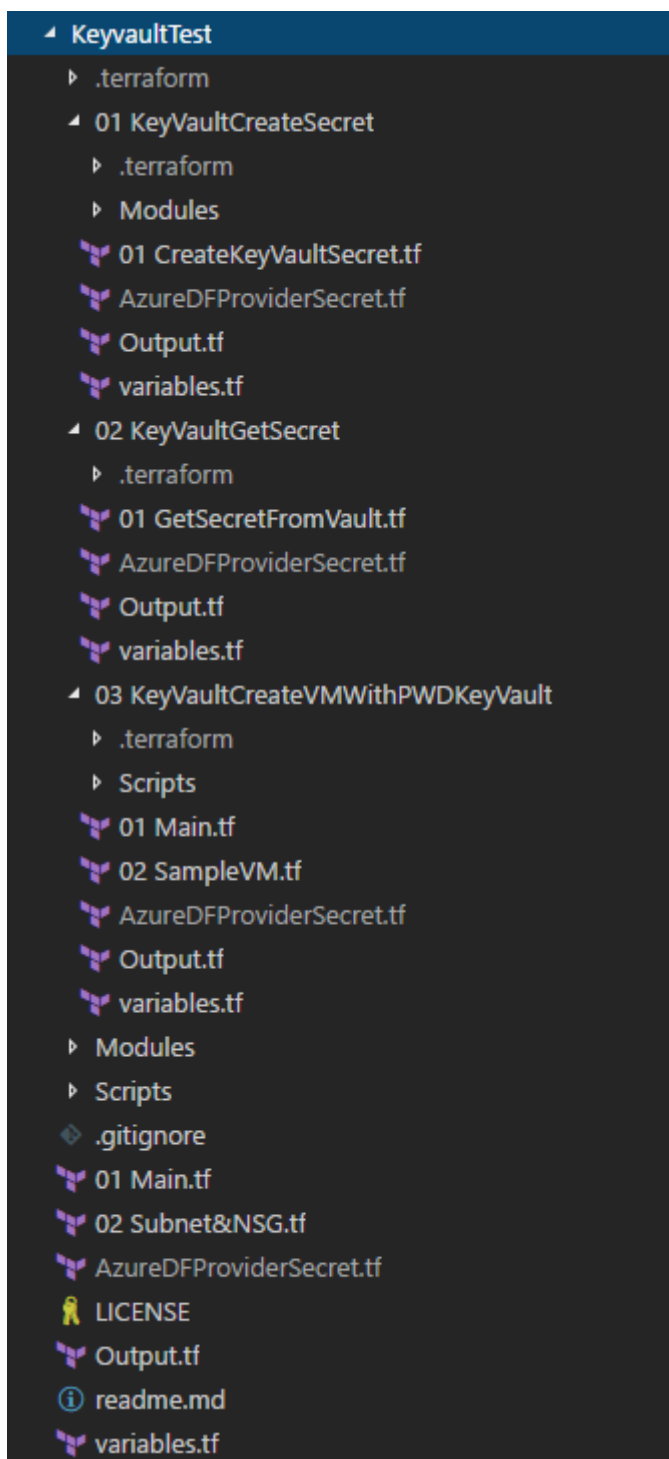 KeyvaultTest
.terraform
01 KeyVaultCreateSecret
.terraform
Modules
01 CreateKeyVaultSecret.tf
AzureDFProviderSecret.tf
Output.tf
variables.tf
02 KeyVaultGetSecret
.terraform
01 GetSecretFromVault.tf
AzureDFProviderSecret.tf
Output.tf
variables.tf
03 KeyVaultCreateVMWithPWDKeyVault
.terraform
Scripts
01 Main.tf
02 SampleVM.tf
AzureDFProviderSecret.tf
Output.tf
variables.tf
Modules
Scripts
.gitignore
01 Main.tf
02 Subnet&NSG.tf
AzureDFProviderSecret.tf
LICENSE
Output.tf
readme.md
variables.tf